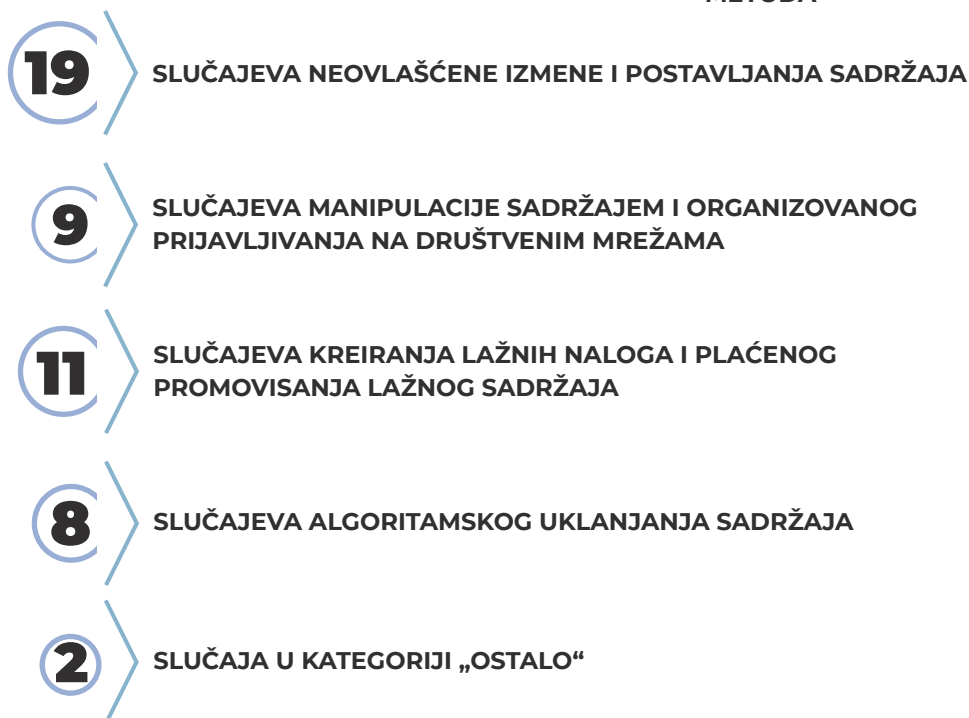 METODA
19
SLUČAJEVA NEOVLAŠĆENE IZMENE I POSTAVLJANJA SADRŽAJA
9
SLUČAJEVA MANIPULACIJE SADRŽAJEM I ORGANIZOVANOG
PRIJAVLJIVANJA NA DRUŠTVENIM MREŽAMA
11
SLUČAJEVA KREIRANJA LAŽNIH NALOGA I PLAĆENOG
PROMOVISANJA LAŽNOG SADRŽAJA
8
SLUČAJEVA ALGORITAMSKOG UKLANJANJA SADRŽAJA
2
SLUČAJA U KATEGORIJI „OSTALO“